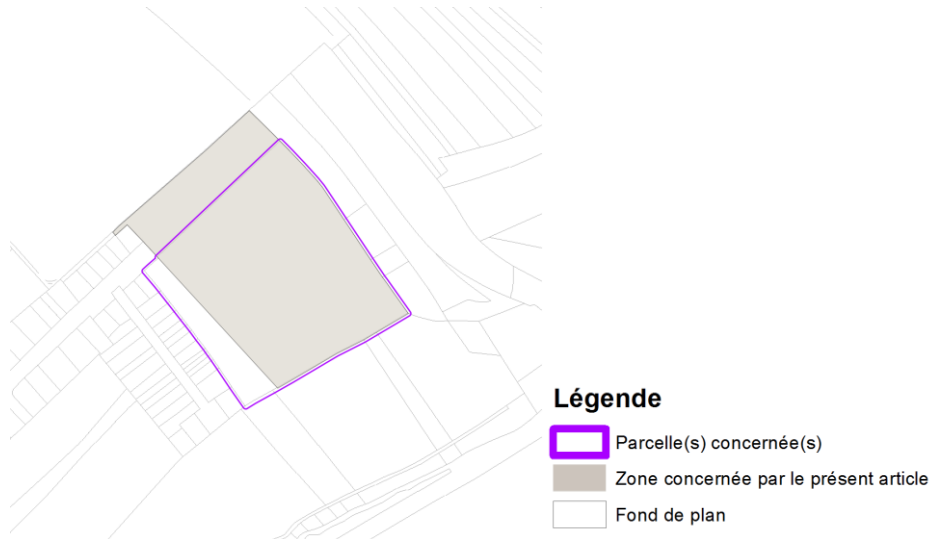 Légende
Parcelle(s) concernée(s)
Zone concernée par le présent article
Fond de plan